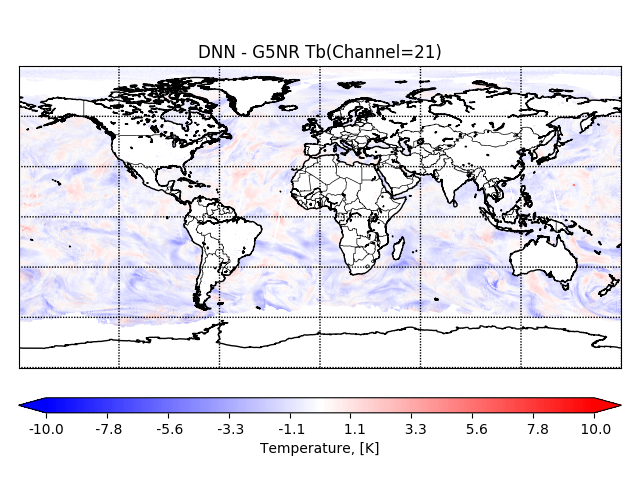 DNN - G5NR Tb(Channel=21)
-10.0 -7.8 -5.6 -3.3 -1.1 1.1 3.3 5.6 7.8 10.0
Temperature, [K]